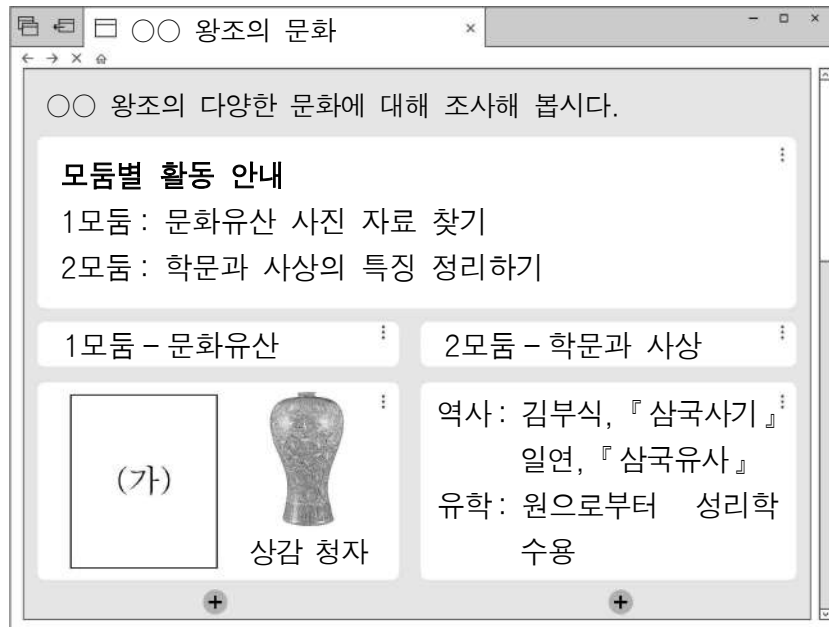 ○○ 왕조의 문화
○○ 왕조의 다양한 문화에 대해 조사해 봅시다.
모둠별 활동 안내
1모둠 : 문화유산 사진 자료 찾기
2모둠 : 학문과 사상의 특징 정리하기
1모둠 – 문화유산
2모둠 – 학문과 사상
(가)
상감 청자
역사 : 김부식, 『삼국사기』
일연, 『삼국유사』
유학 : 원으로부터 성리학
수용